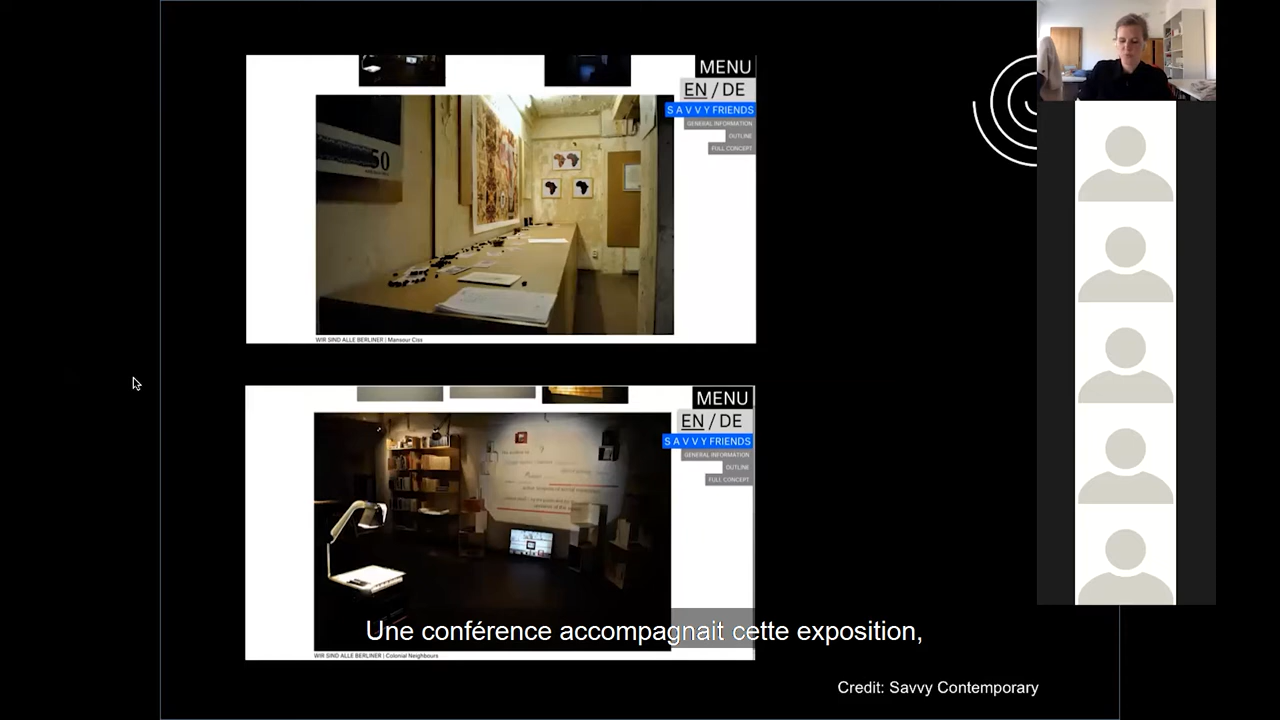 MENU
EN / DE
SAVVY FRIENDS
GENERAL INFORMATION
OUTLINE
FULL CONCEPT
50
WIR SIND ALLE BERLINER | Mansour Ciss
MENU
EN / DE
SAVVY FRIENDS
GENERAL INFORMATION
OUTLINE
FULL CONCEPT
WIR SIND ALLE BERLINER | Colonial Neighbours
Une conférence accompagnait cette exposition,
Credit: Savvy Contemporary